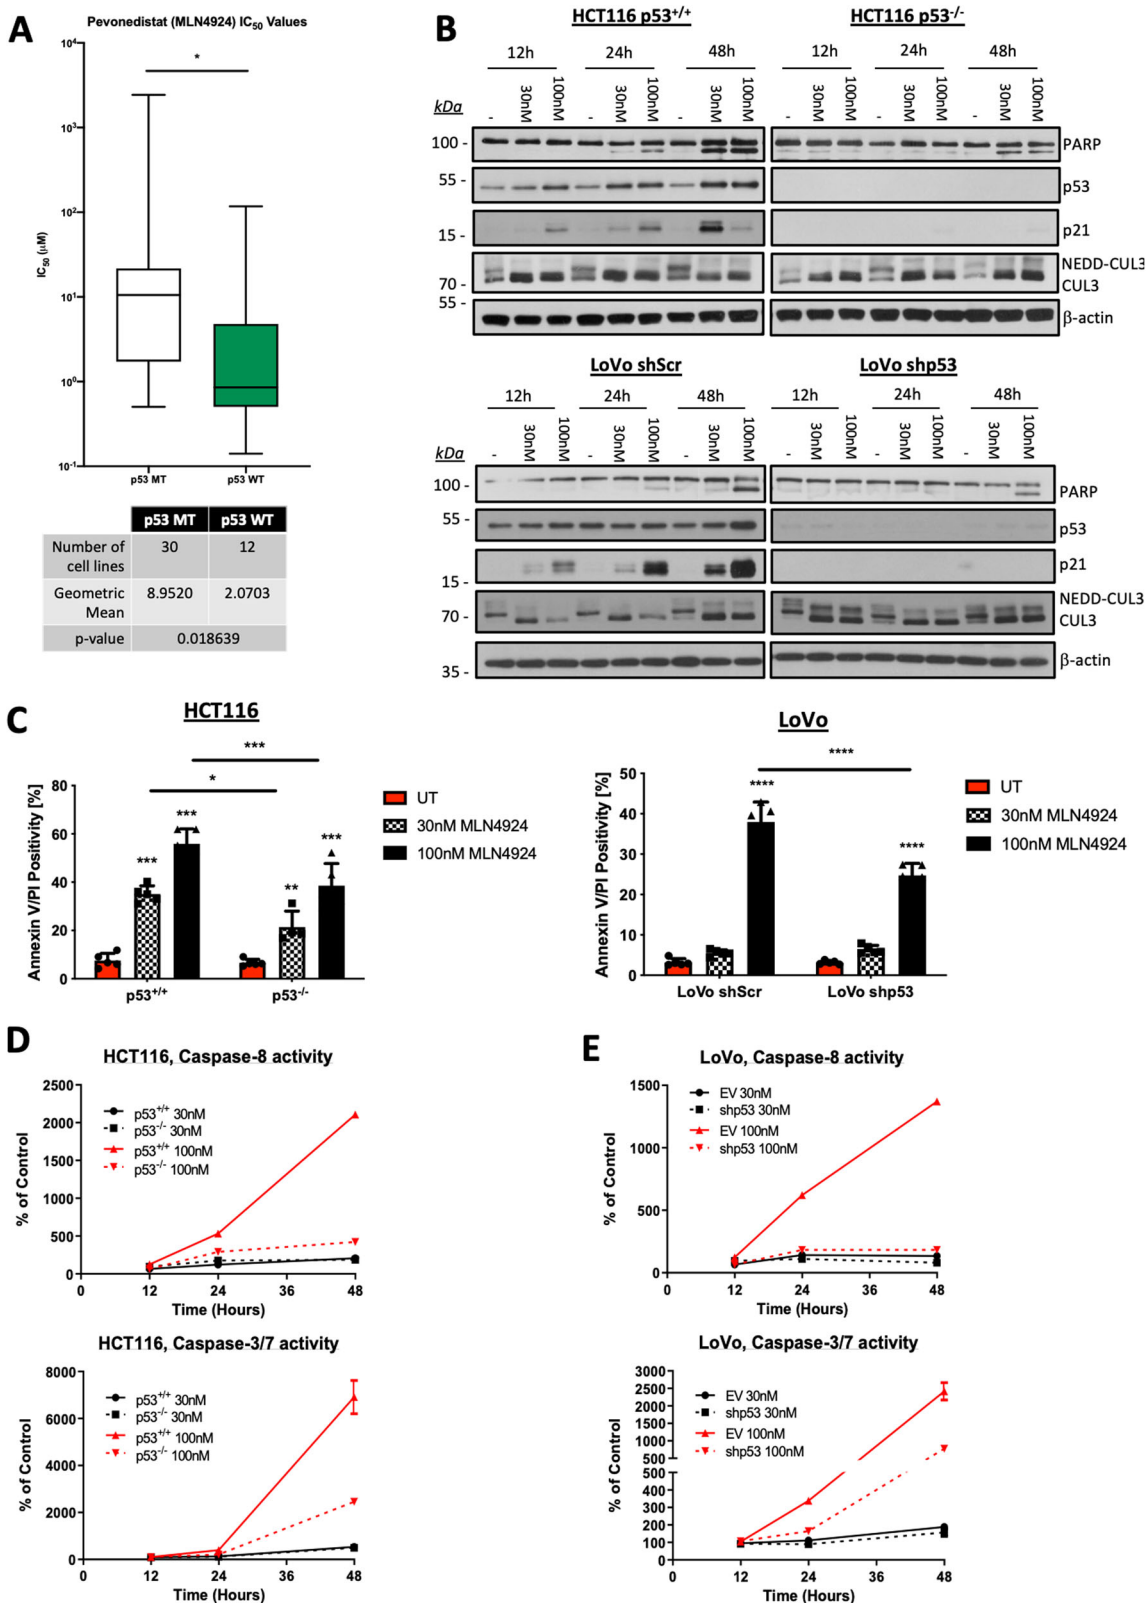 A
Pevonedistat (MLN4924) IC50 Values
*
10^4
10^3
10^2
10^1
10^0
10^-1
IC50 (μM)
p53 MT
p53 WT
p53 MT p53 WT
Number of cell lines 30 12
Geometric Mean 8.9520 2.0703
p-value 0.018639
B
HCT116 p53+/+
HCT116 p53-/-
12h 24h 48h 12h 24h 48h
kDa
- 30nM 100nM - 30nM 100nM - 30nM 100nM - 30nM 100nM - 30nM 100nM - 30nM 100nM
100 - PARP
55 - p53
15 - p21
NEDD-CUL3
70 - CUL3
55 - β-actin
LoVo shScr
LoVo shp53
12h 24h 48h 12h 24h 48h
kDa
- 30nM 100nM - 30nM 100nM - 30nM 100nM - 30nM 100nM - 30nM 100nM - 30nM 100nM
100 - PARP
55 - p53
15 - p21
NEDD-CUL3
70 - CUL3
35 - β-actin
C
HCT116
***
*
80
60
40
20
0
Annexin V/PI Positivity [%]
*** *** ** ***
p53+/+
p53-/-
UT
30nM MLN4924
100nM MLN4924
LoVo
****
50
40
30
20
10
0
Annexin V/PI Positivity [%]
**** ****
LoVo shScr
LoVo shp53
UT
30nM MLN4924
100nM MLN4924
D
HCT116, Caspase-8 activity
2500
2000
1500
1000
500
0
% of Control
p53+/+ 30nM
p53-/- 30nM
p53+/+ 100nM
p53-/- 100nM
0 12 24 36 48
Time (Hours)
HCT116, Caspase-3/7 activity
8000
6000
4000
2000
0
% of Control
p53+/+ 30nM
p53-/- 30nM
p53+/+ 100nM
p53-/- 100nM
0 12 24 36 48
Time (Hours)
E
LoVo, Caspase-8 activity
1500
1000
500
0
% of Control
EV 30nM
shp53 30nM
EV 100nM
shp53 100nM
0 12 24 36 48
Time (Hours)
LoVo, Caspase-3/7 activity
3000
2500
2000
1500
1000
500
500
400
300
200
100
0
% of Control
EV 30nM
shp53 30nM
EV 100nM
shp53 100nM
0 12 24 36 48
Time (Hours)